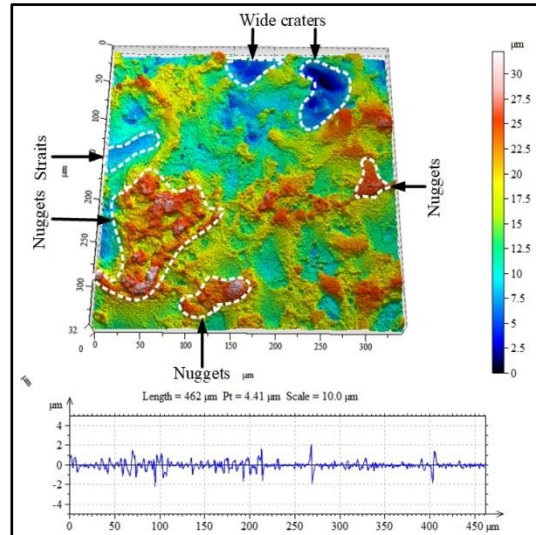 Wide craters
μm
0
50
100
150
200
250
300
μm
32
0
0
50
100
150
200
250
300
μm
Straits
Nuggets
Nuggets
Nuggets
μm
30
27.5
25
22.5
20
17.5
15
12.5
10
7.5
5
2.5
0
μm
Length = 462 μm Pt = 4.41 μm Scale = 10.0 μm
μm
4
2
0
-2
-4
0 50 100 150 200 250 300 350 400 450 μm